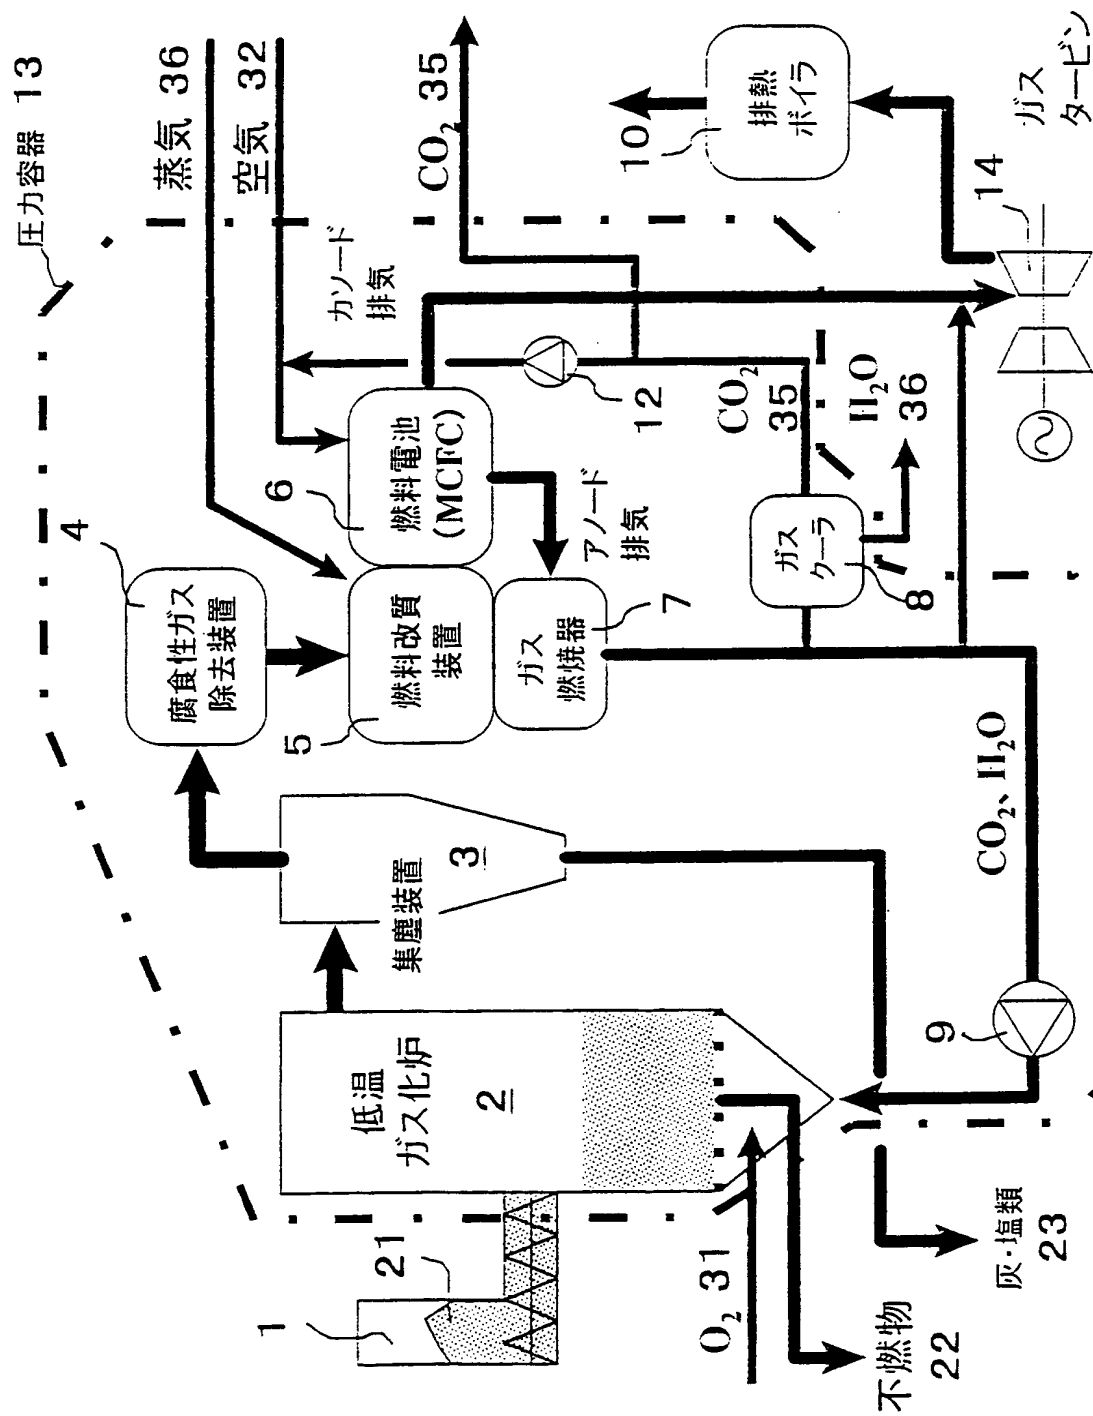 圧力容器 13
蒸気 36
空気 32
CO₂ 35
10
排熱
ボイラ
ガス
タービン
14
カソード
排気
4
腐食性ガス
除去装置
6
燃料電池
(MCFC)
12
CO₂
35
H₂O
36
5
燃料改質
装置
アノード
排気
ガス
燃焼器
7
ガス
クーラ
8
集塵装置
3
低温
ガス化炉
2
CO₂、H₂O
9
1
21
O₂ 31
不燃物
22
灰・塩類
23